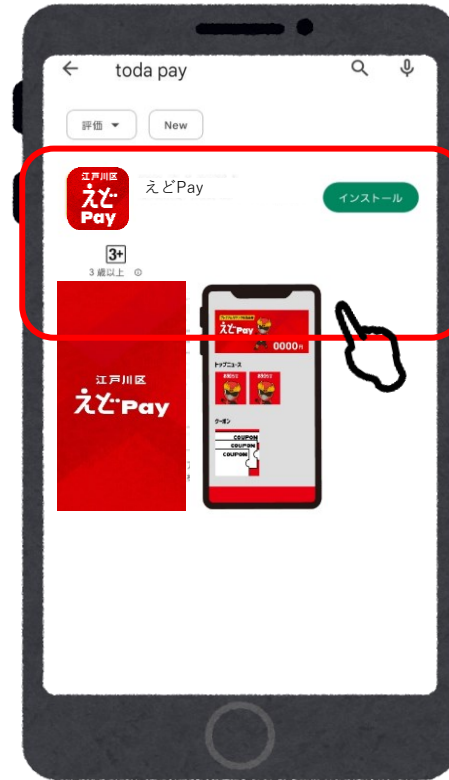 toda pay
評価
New
江戸川区
えど
Pay
えどPay
インストール
3+
3 歳以上
江戸川区
えどPay
えどPay
0000円
トップニュース
クーポン
COUPON
COUPON
COUPON